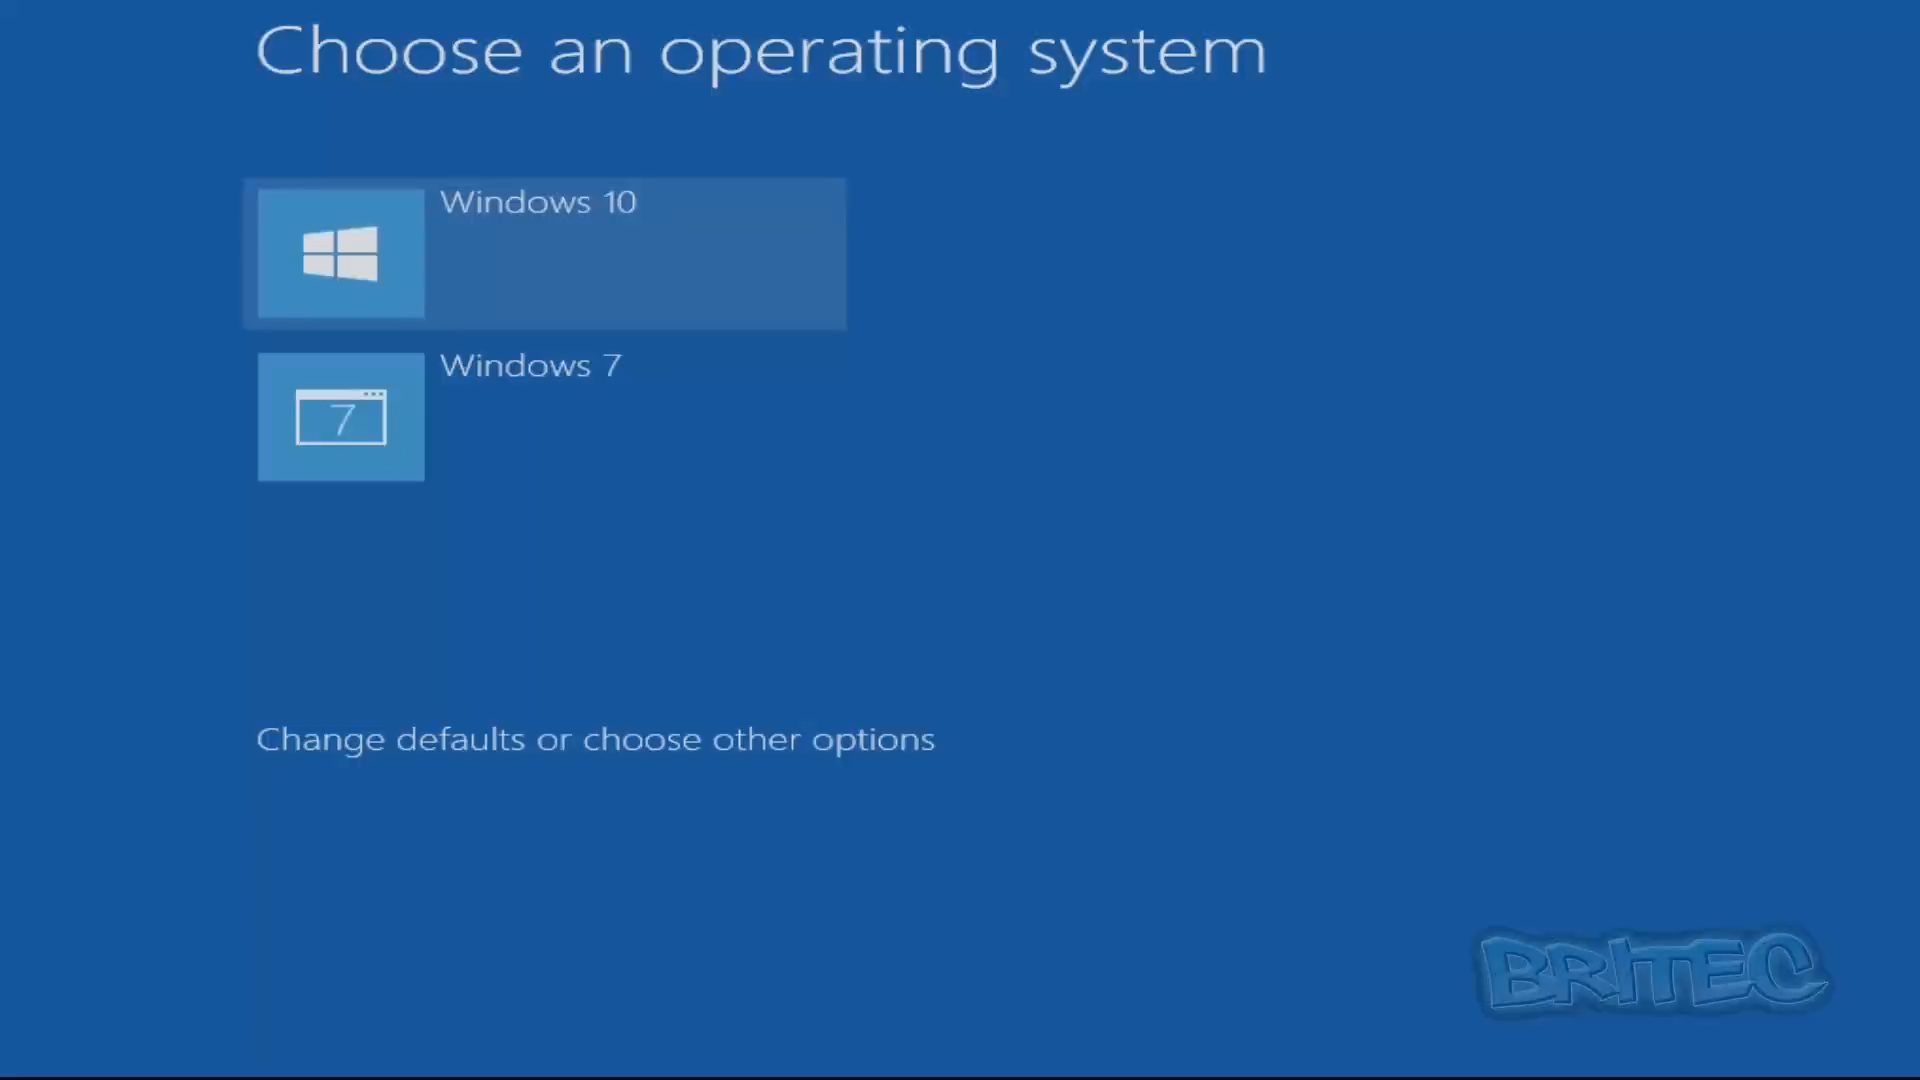 Choose an operating system
Windows 10
Windows 7
7
Change defaults or choose other options
BRITEC